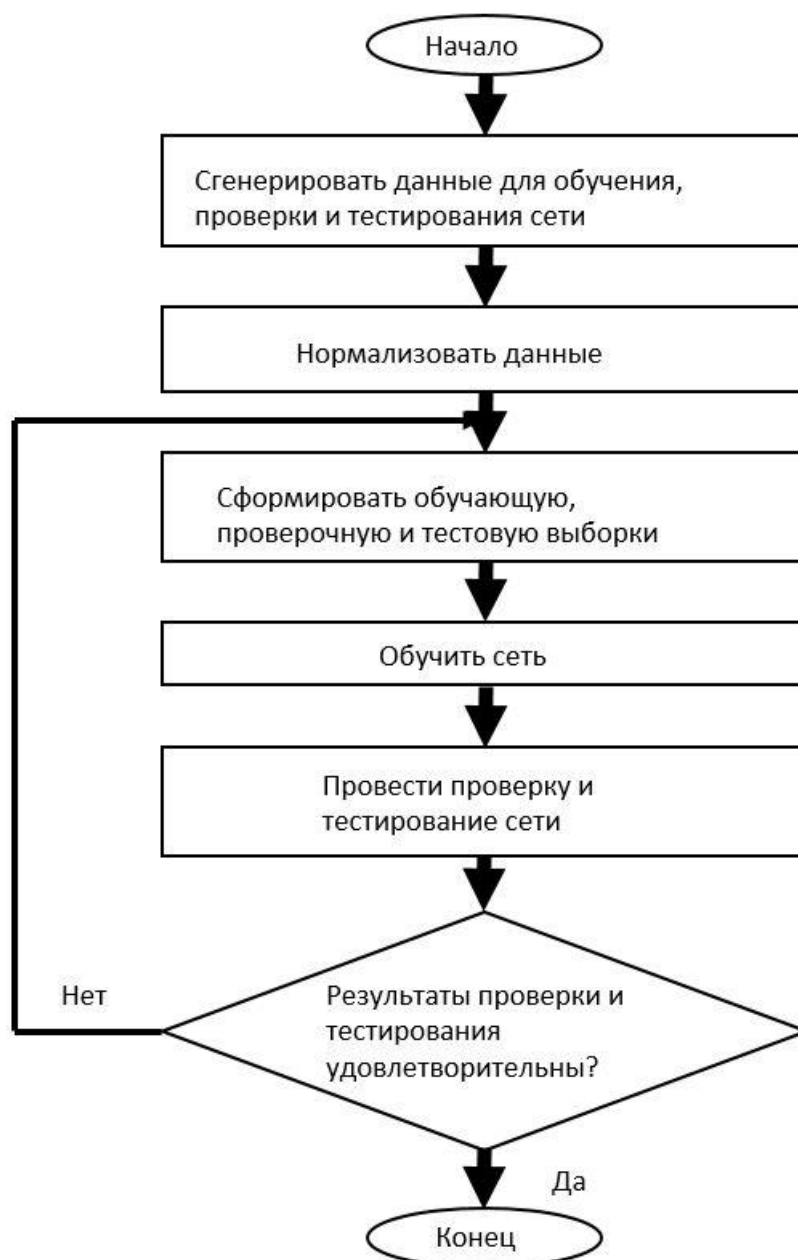 Начало
Сгенерировать данные для обучения,
проверки и тестирования сети
Нормализовать данные
Сформировать обучающую,
проверочную и тестовую выборки
Обучить сеть
Провести проверку и
тестирование сети
Нет
Результаты проверки и
тестирования
удовлетворительны?
Да
Конец